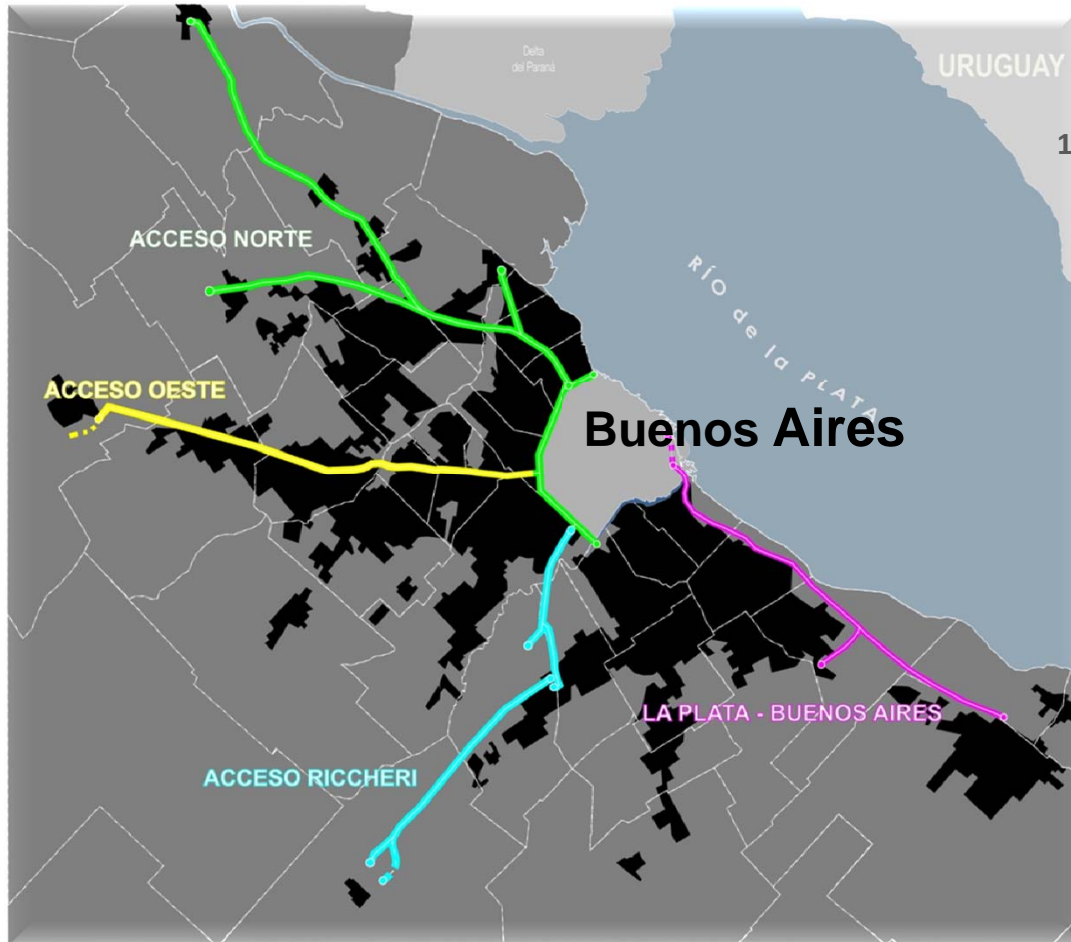 Delta
del Paraná
URUGUAY
1
ACCESO NORTE
RÍO de la PLATA
ACCESO OESTE
Buenos Aires
LA PLATA - BUENOS AIRES
ACCESO RICCHERI